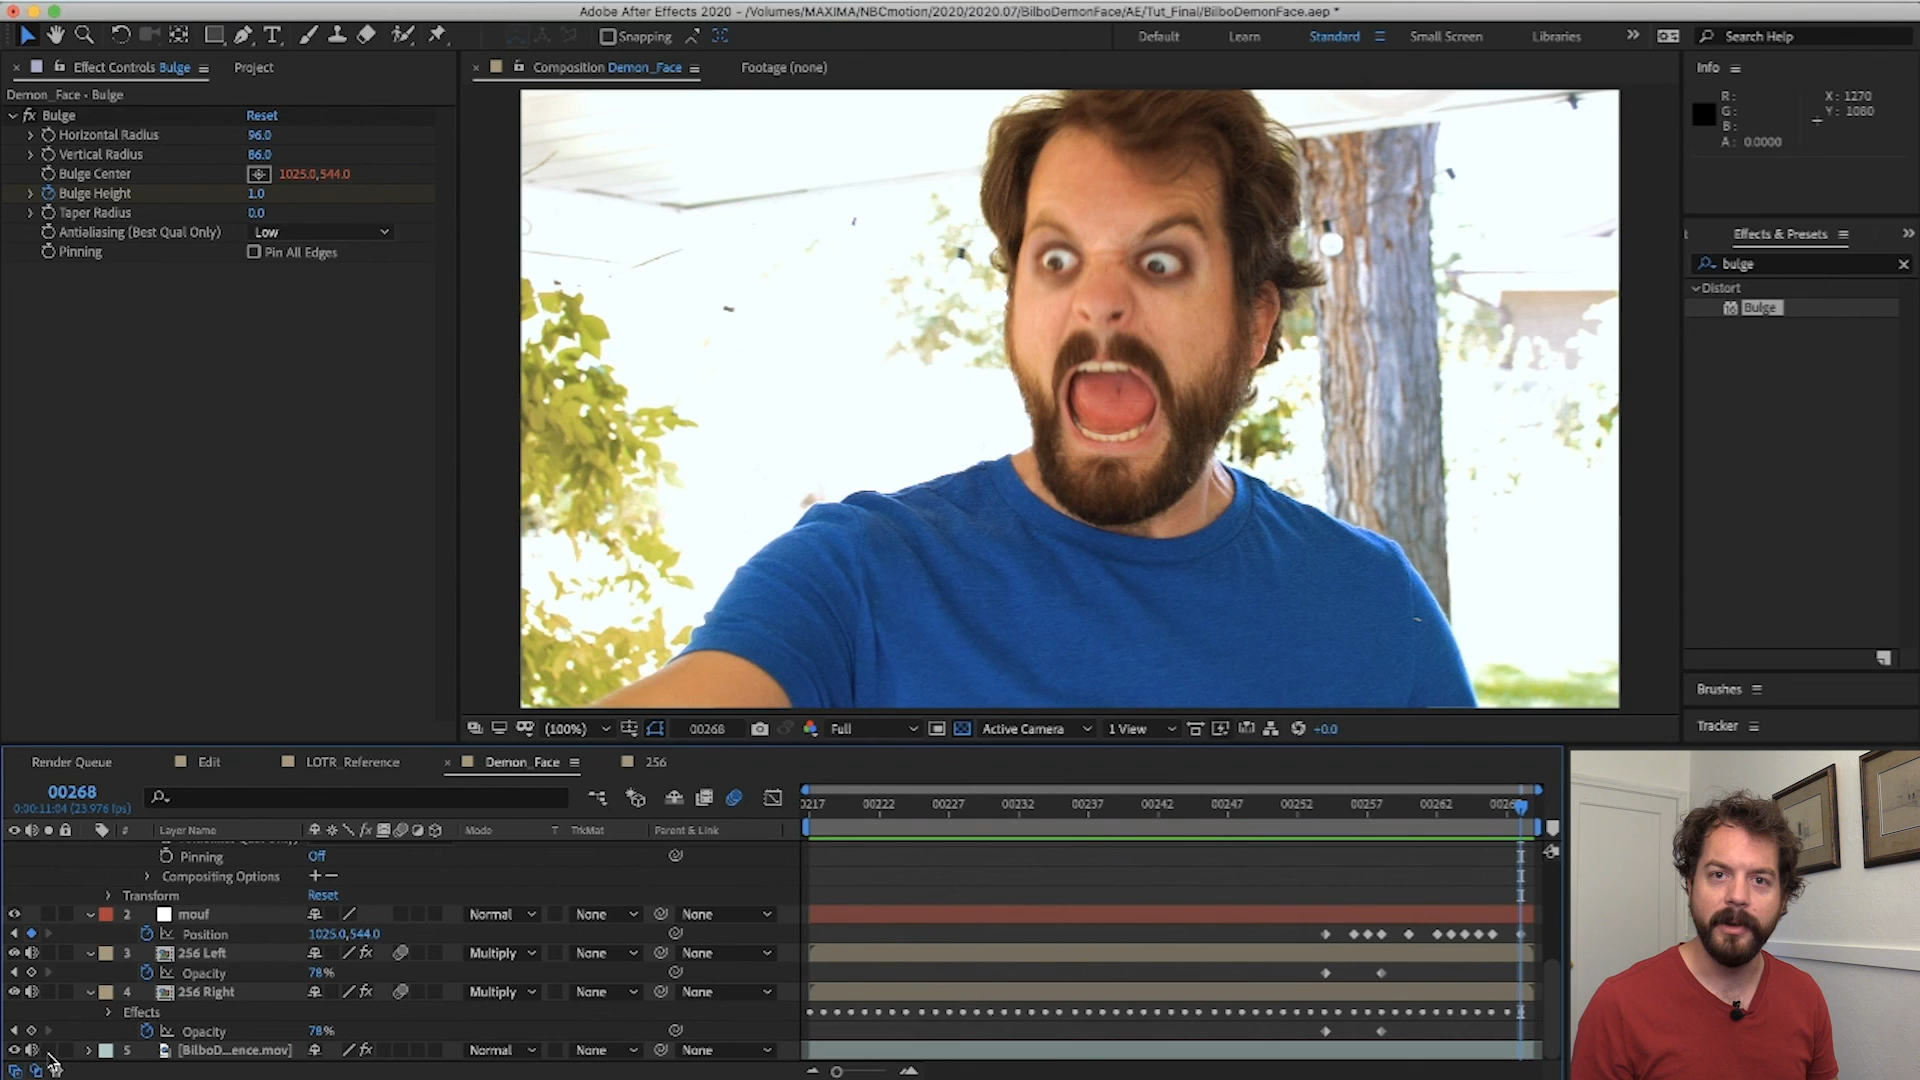 Adobe After Effects 2020 – /Volumes/MAXIMA/NBCmotion/2020/2020.07/BilboDemonFace/AE/Tut_Final/BilboDemonFace.aep *
Snapping
Default
Learn
Standard
Small Screen
Libraries
Search Help
Effect Controls Bulge
Project
Composition Demon_Face
Footage (none)
Info
Demon_Face • Bulge
fx Bulge
Reset
Horizontal Radius 96.0
Vertical Radius 86.0
Bulge Center 1025.0,544.0
Bulge Height 1.0
Taper Radius 0.0
Antialiasing (Best Qual Only) Low
Pinning Pin All Edges
R:
G:
B:
A: 0.0000
X: 1270
Y: 1080
Effects & Presets
bulge
Distort
Bulge
Brushes
Tracker
(100%)
00268
Full
Active Camera
1 View
+0.0
Render Queue
Edit
LOTR_Reference
Demon_Face
256
00268
0:00:11:04 (23.976 fps)
0217 00222 00227 00232 00237 00242 00247 00252 00257 00262
# Layer Name
Mode
T TrkMat
Parent & Link
Pinning Off
Compositing Options +–
Transform Reset
2 mouf Normal None None
Position 1025.0,544.0
3 256 Left Multiply None None
Opacity 78%
4 256 Right Multiply None None
Effects
Opacity 78%
5 [BilboD...ence.mov] Normal None None